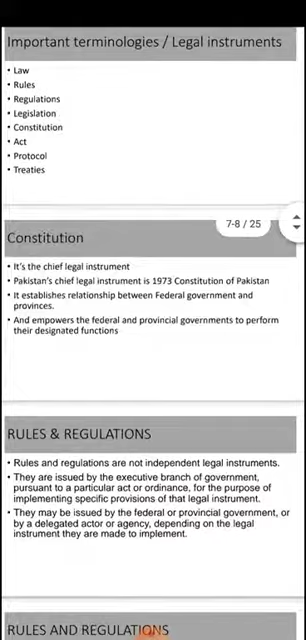 Important terminologies / Legal instruments
• Law
• Rules
• Regulations
• Legislation
• Constitution
• Act
• Protocol
• Treaties
7-8 / 25
Constitution
• It's the chief legal instrument
• Pakistan's chief legal instrument is 1973 Constitution of Pakistan
• It establishes relationship between Federal government and
provinces.
• And empowers the federal and provincial governments to perform
their designated functions
RULES & REGULATIONS
• Rules and regulations are not independent legal instruments.
• They are issued by the executive branch of government,
pursuant to a particular act or ordinance, for the purpose of
implementing specific provisions of that legal instrument.
• They may be issued by the federal or provincial government, or
by a delegated actor or agency, depending on the legal
instrument they are made to implement.
RULES AND REGULATIONS